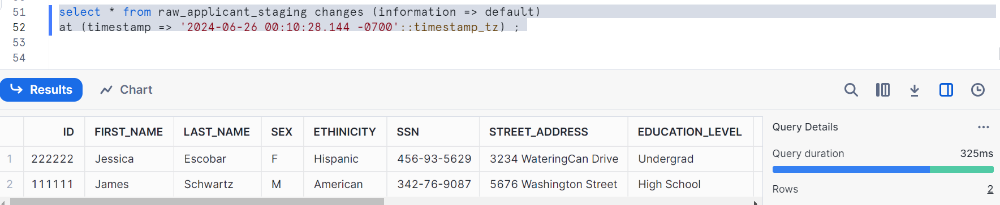 51 select * from raw_applicant_staging changes (information => default)
52 at (timestamp => '2024-06-26 00:10:28.144 -0700'::timestamp_tz) ;
53
54
Results Chart
ID FIRST_NAME LAST_NAME SEX ETHINICITY SSN STREET_ADDRESS EDUCATION_LEVEL
1 222222 Jessica Escobar F Hispanic 456-93-5629 3234 WateringCan Drive Undergrad
2 111111 James Schwartz M American 342-76-9087 5676 Washington Street High School
Query Details ...
Query duration 325ms
Rows 2